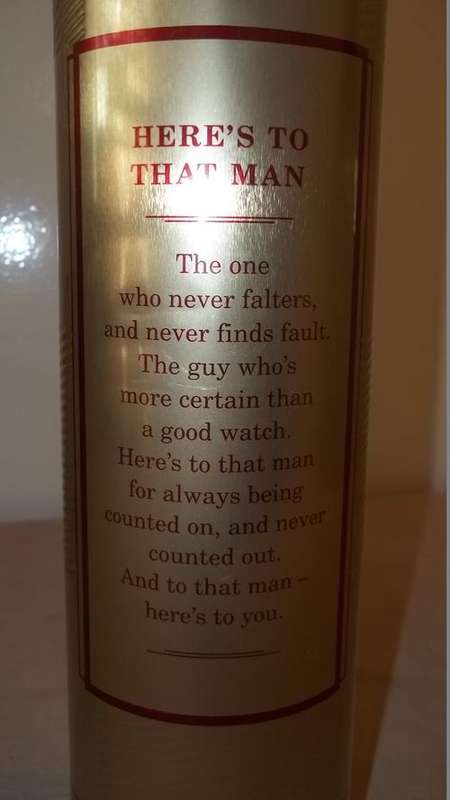 HERE'S TO
THAT MAN
The one
who never falters,
and never finds fault.
The guy who's
more certain than
a good watch.
Here's to that man
for always being
counted on, and never
counted out.
And to that man –
here's to you.